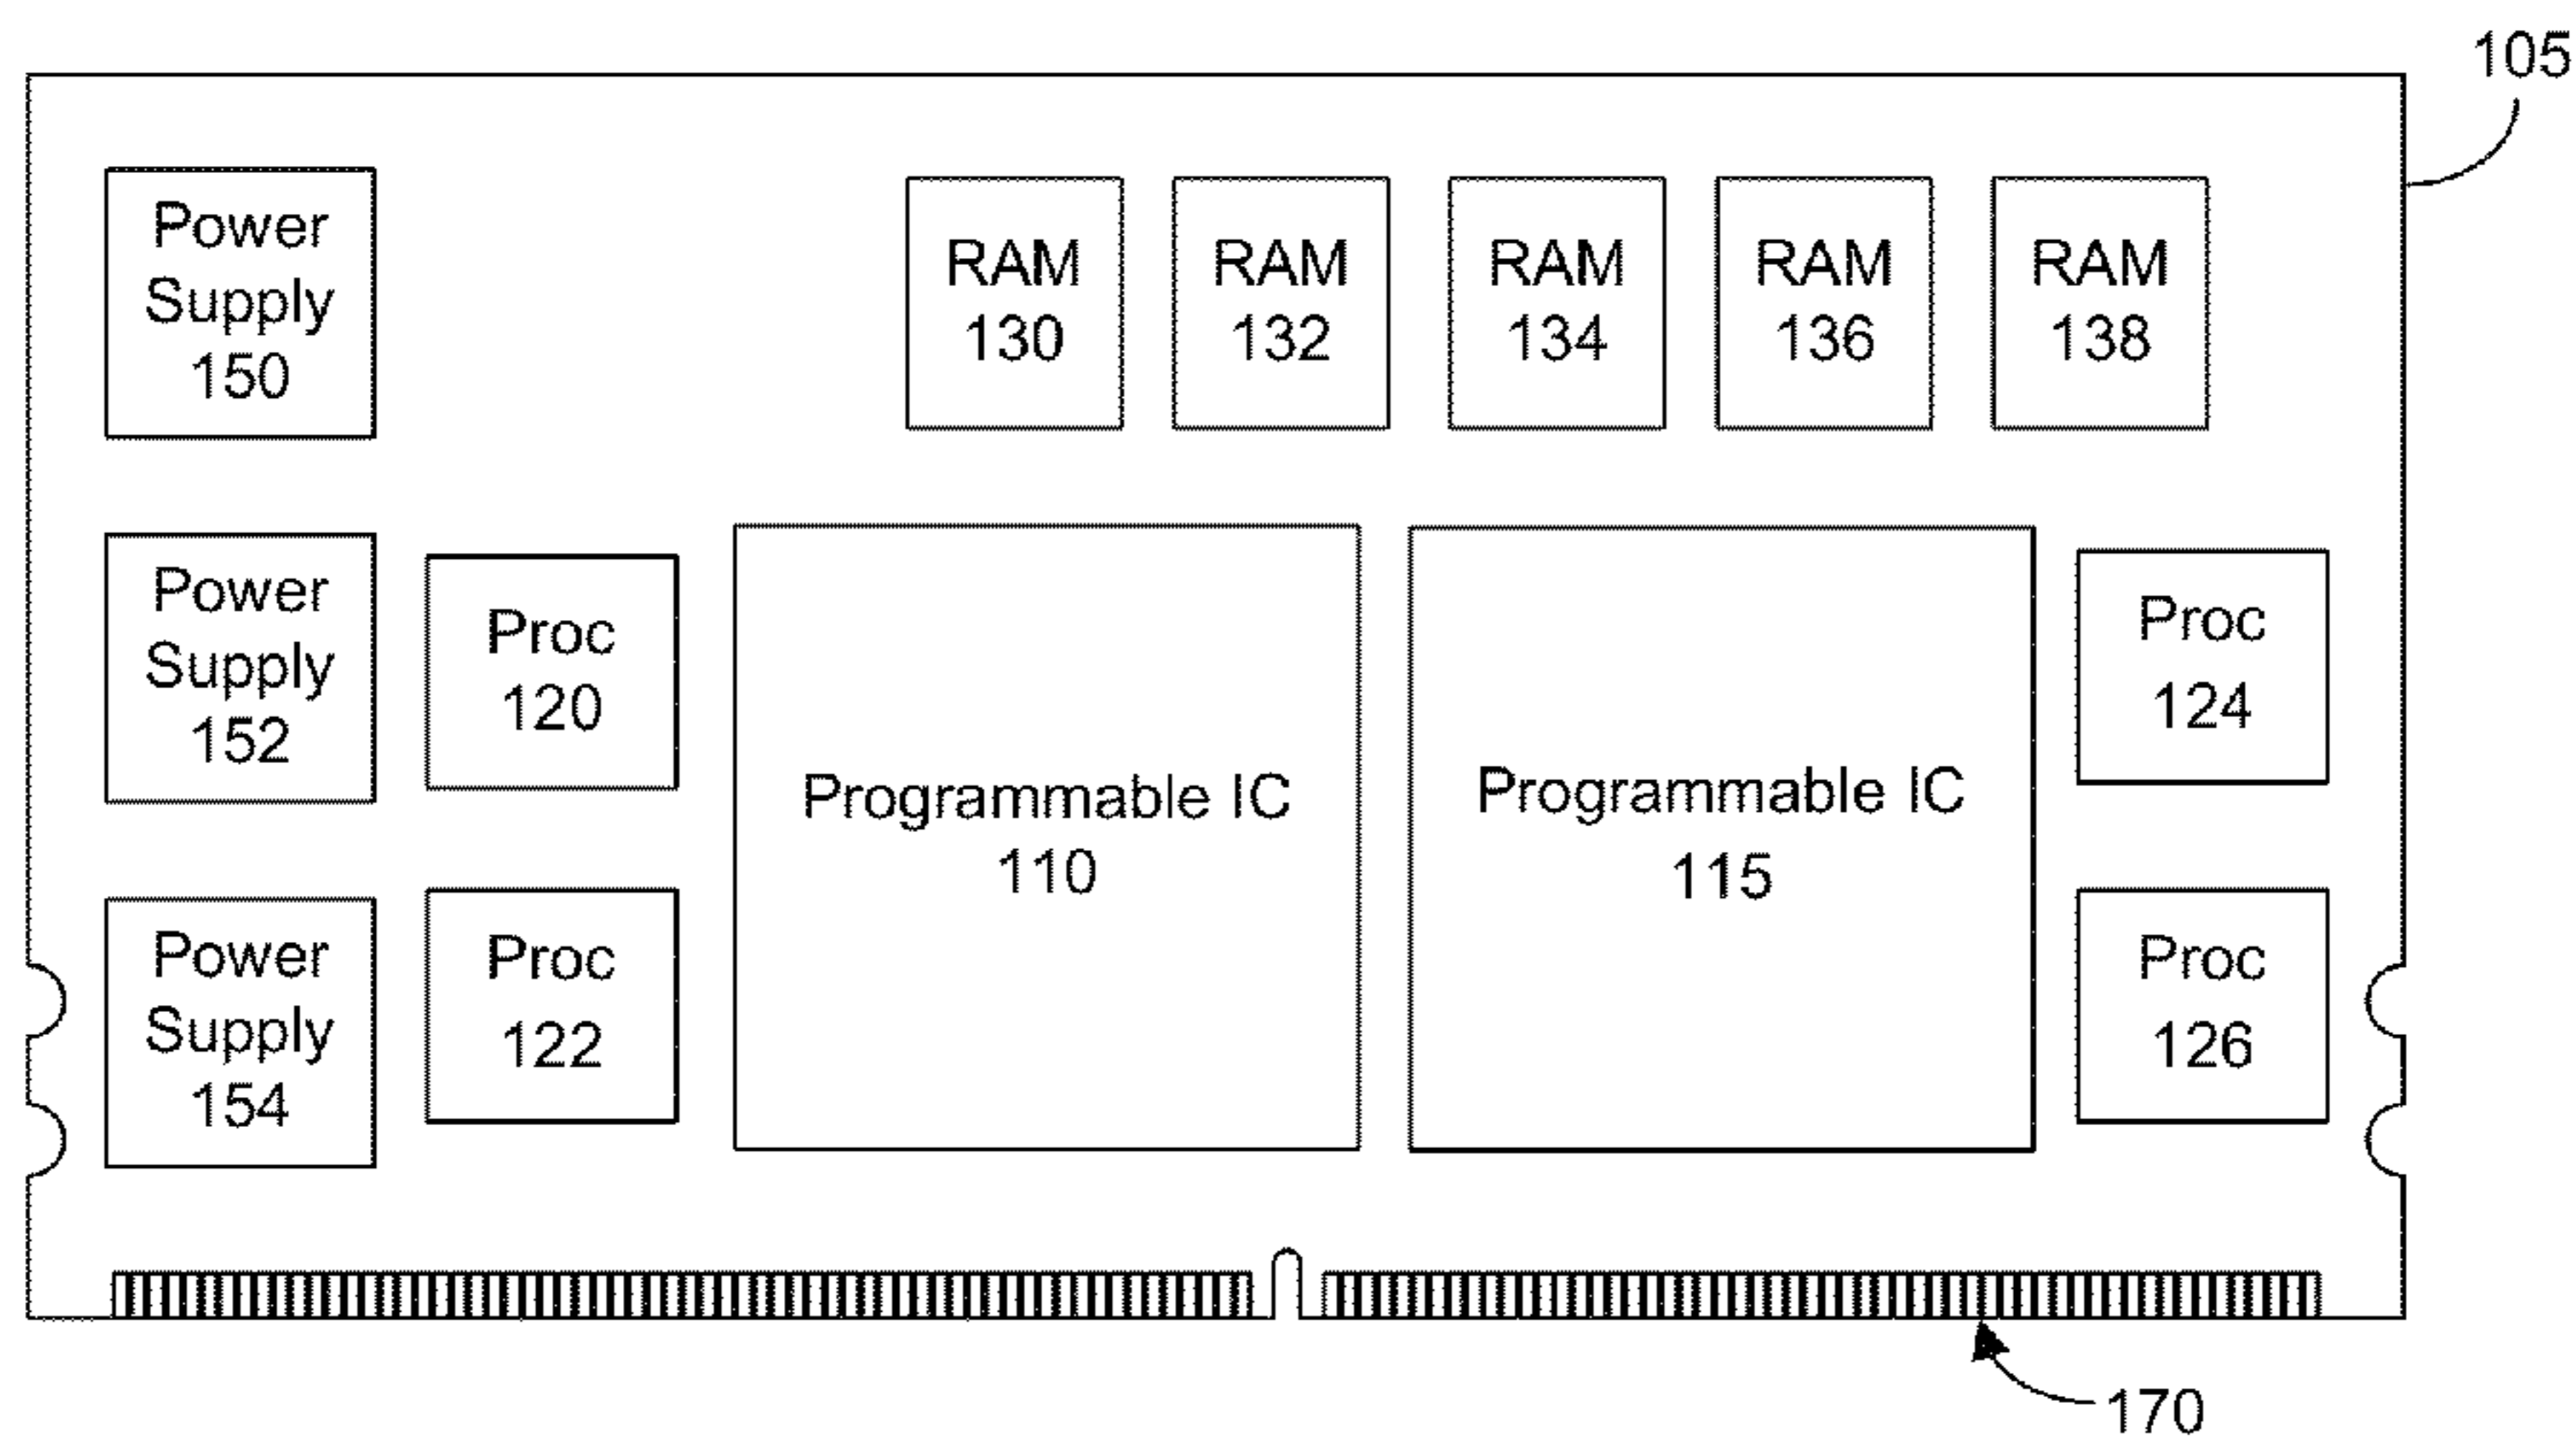 105
Power
Supply
150
RAM
130
RAM
132
RAM
134
RAM
136
RAM
138
Power
Supply
152
Proc
120
Programmable IC
110
Programmable IC
115
Proc
124
Power
Supply
154
Proc
122
Proc
126
170